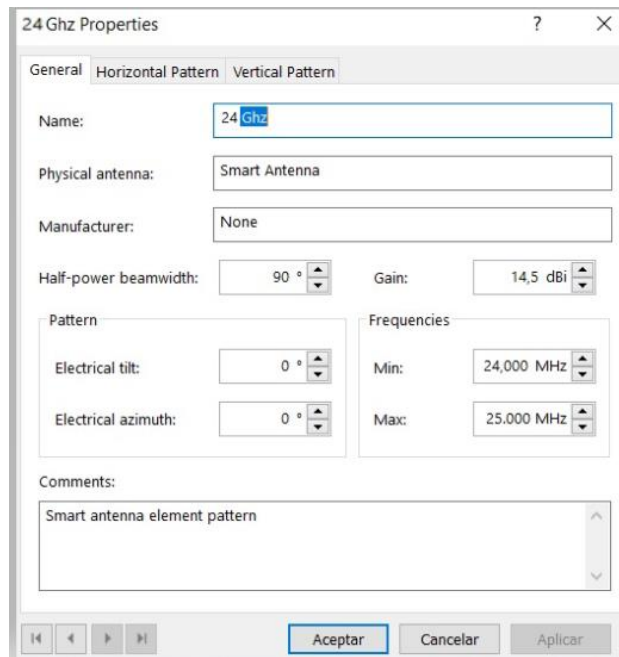 24 Ghz Properties ? ×
General Horizontal Pattern Vertical Pattern
Name: 24 Ghz
Physical antenna: Smart Antenna
Manufacturer: None
Half-power beamwidth: 90 ° Gain: 14,5 dBi
Pattern Frequencies
Electrical tilt: 0 ° Min: 24,000 MHz
Electrical azimuth: 0 ° Max: 25.000 MHz
Comments:
Smart antenna element pattern
Aceptar Cancelar Aplicar